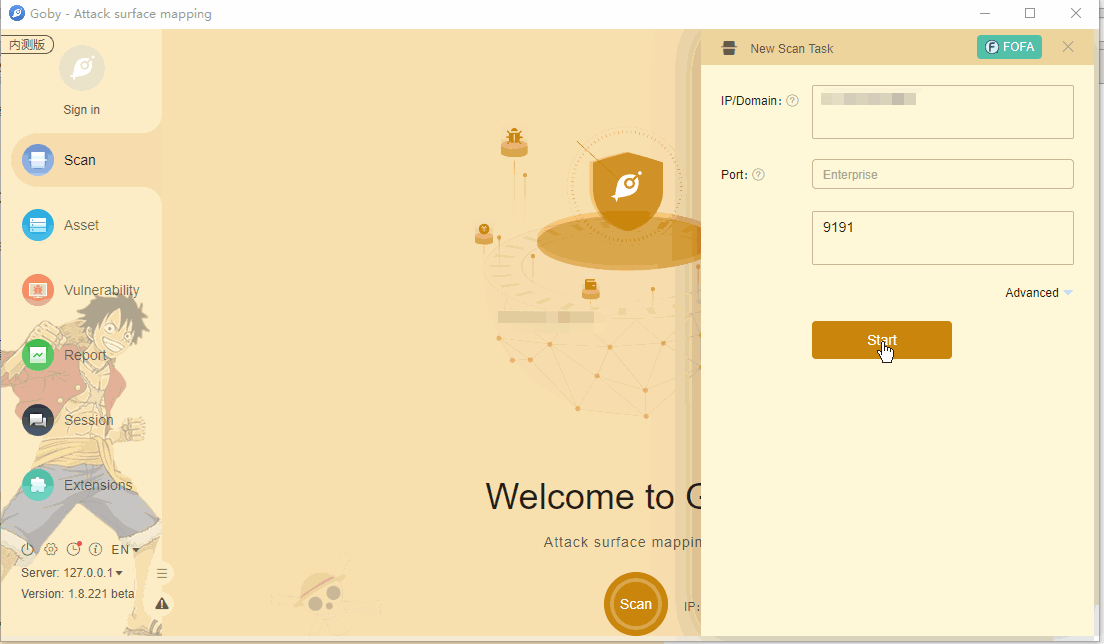 Goby - Attack surface mapping
内测版
Sign in
Scan
Asset
Vulnerability
Report
Session
Extensions
EN
Server: 127.0.0.1
Version: 1.8.221 beta
Welcome to
Attack surface mappin
Scan
IP:
New Scan Task
FOFA
IP/Domain:
Port:
Enterprise
9191
Advanced
Start